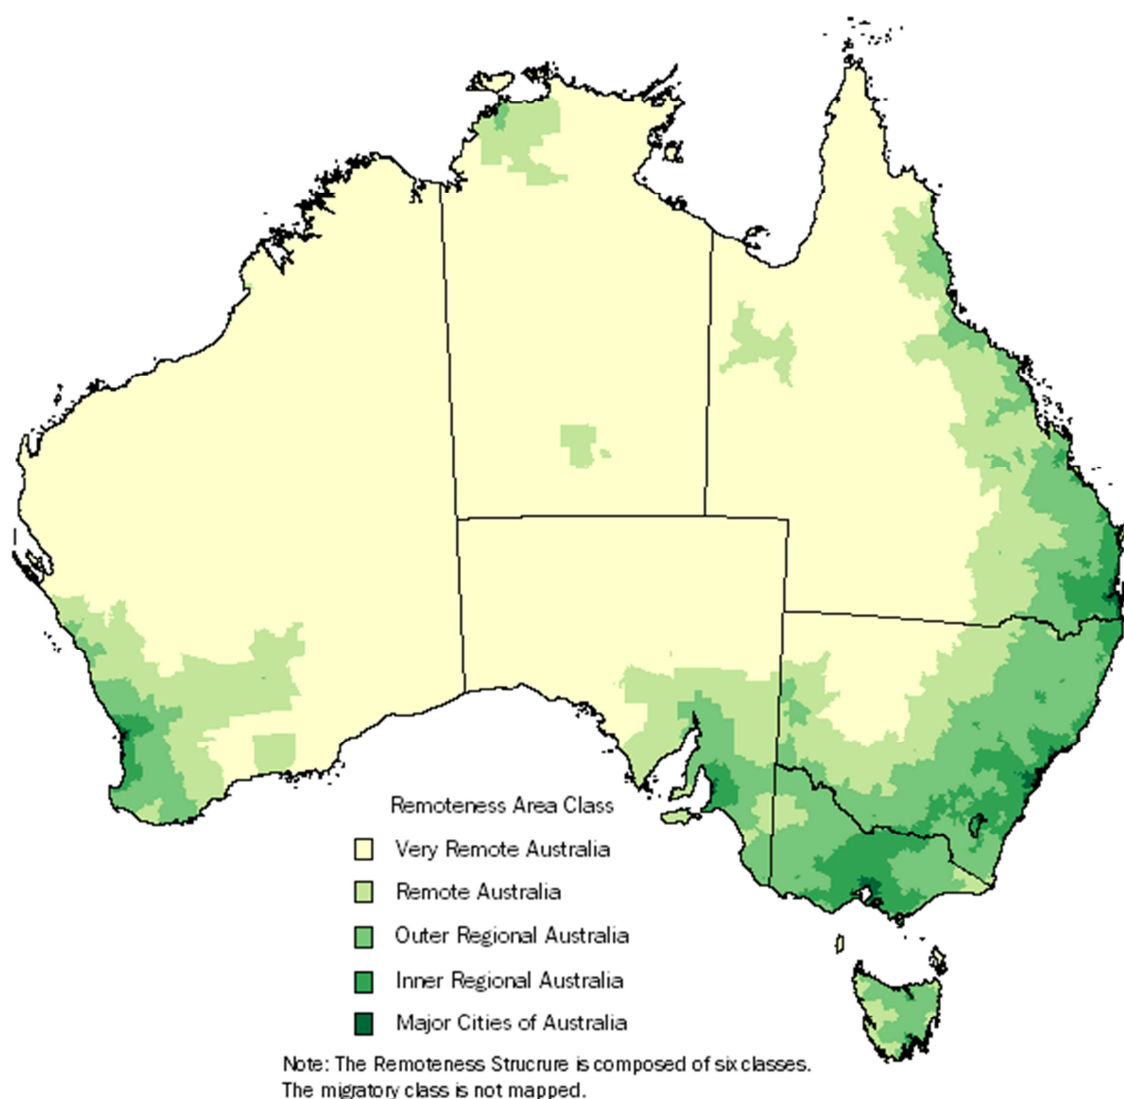 Remoteness Area Class
Very Remote Australia
Remote Australia
Outer Regional Australia
Inner Regional Australia
Major Cities of Australia
Note: The Remoteness Strucrure is composed of six classes.
The migratory class is not mapped.